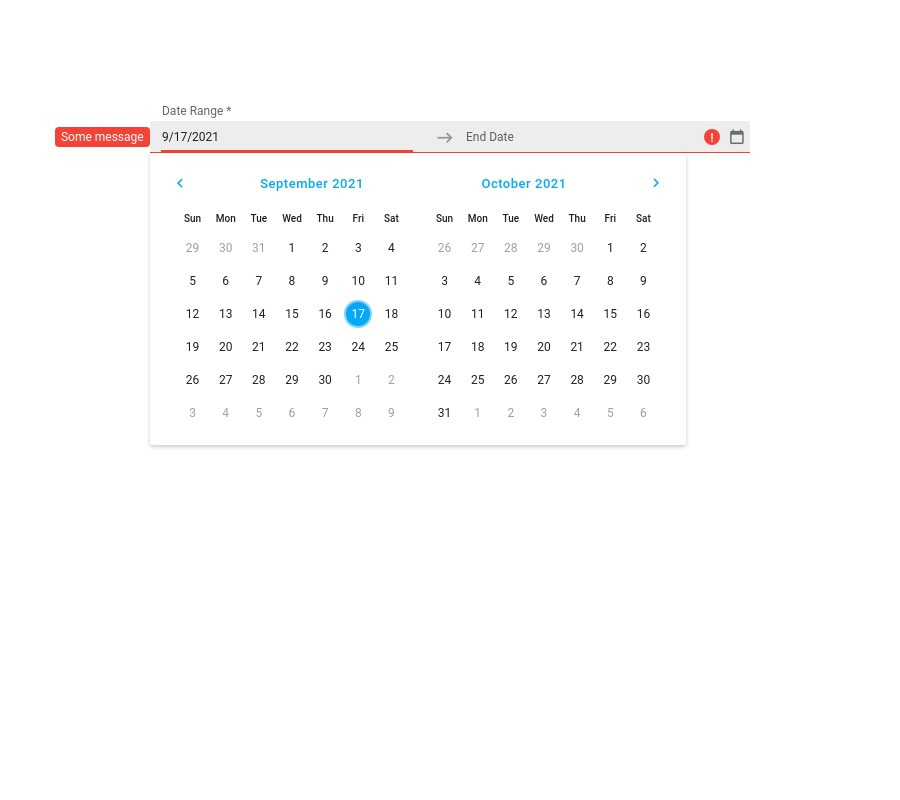 Date Range *
Some message
9/17/2021
End Date
September 2021
October 2021
Sun Mon Tue Wed Thu Fri Sat
Sun Mon Tue Wed Thu Fri Sat
29 30 31 1 2 3 4
26 27 28 29 30 1 2
5 6 7 8 9 10 11
3 4 5 6 7 8 9
12 13 14 15 16 17 18
10 11 12 13 14 15 16
19 20 21 22 23 24 25
17 18 19 20 21 22 23
26 27 28 29 30 1 2
24 25 26 27 28 29 30
3 4 5 6 7 8 9
31 1 2 3 4 5 6